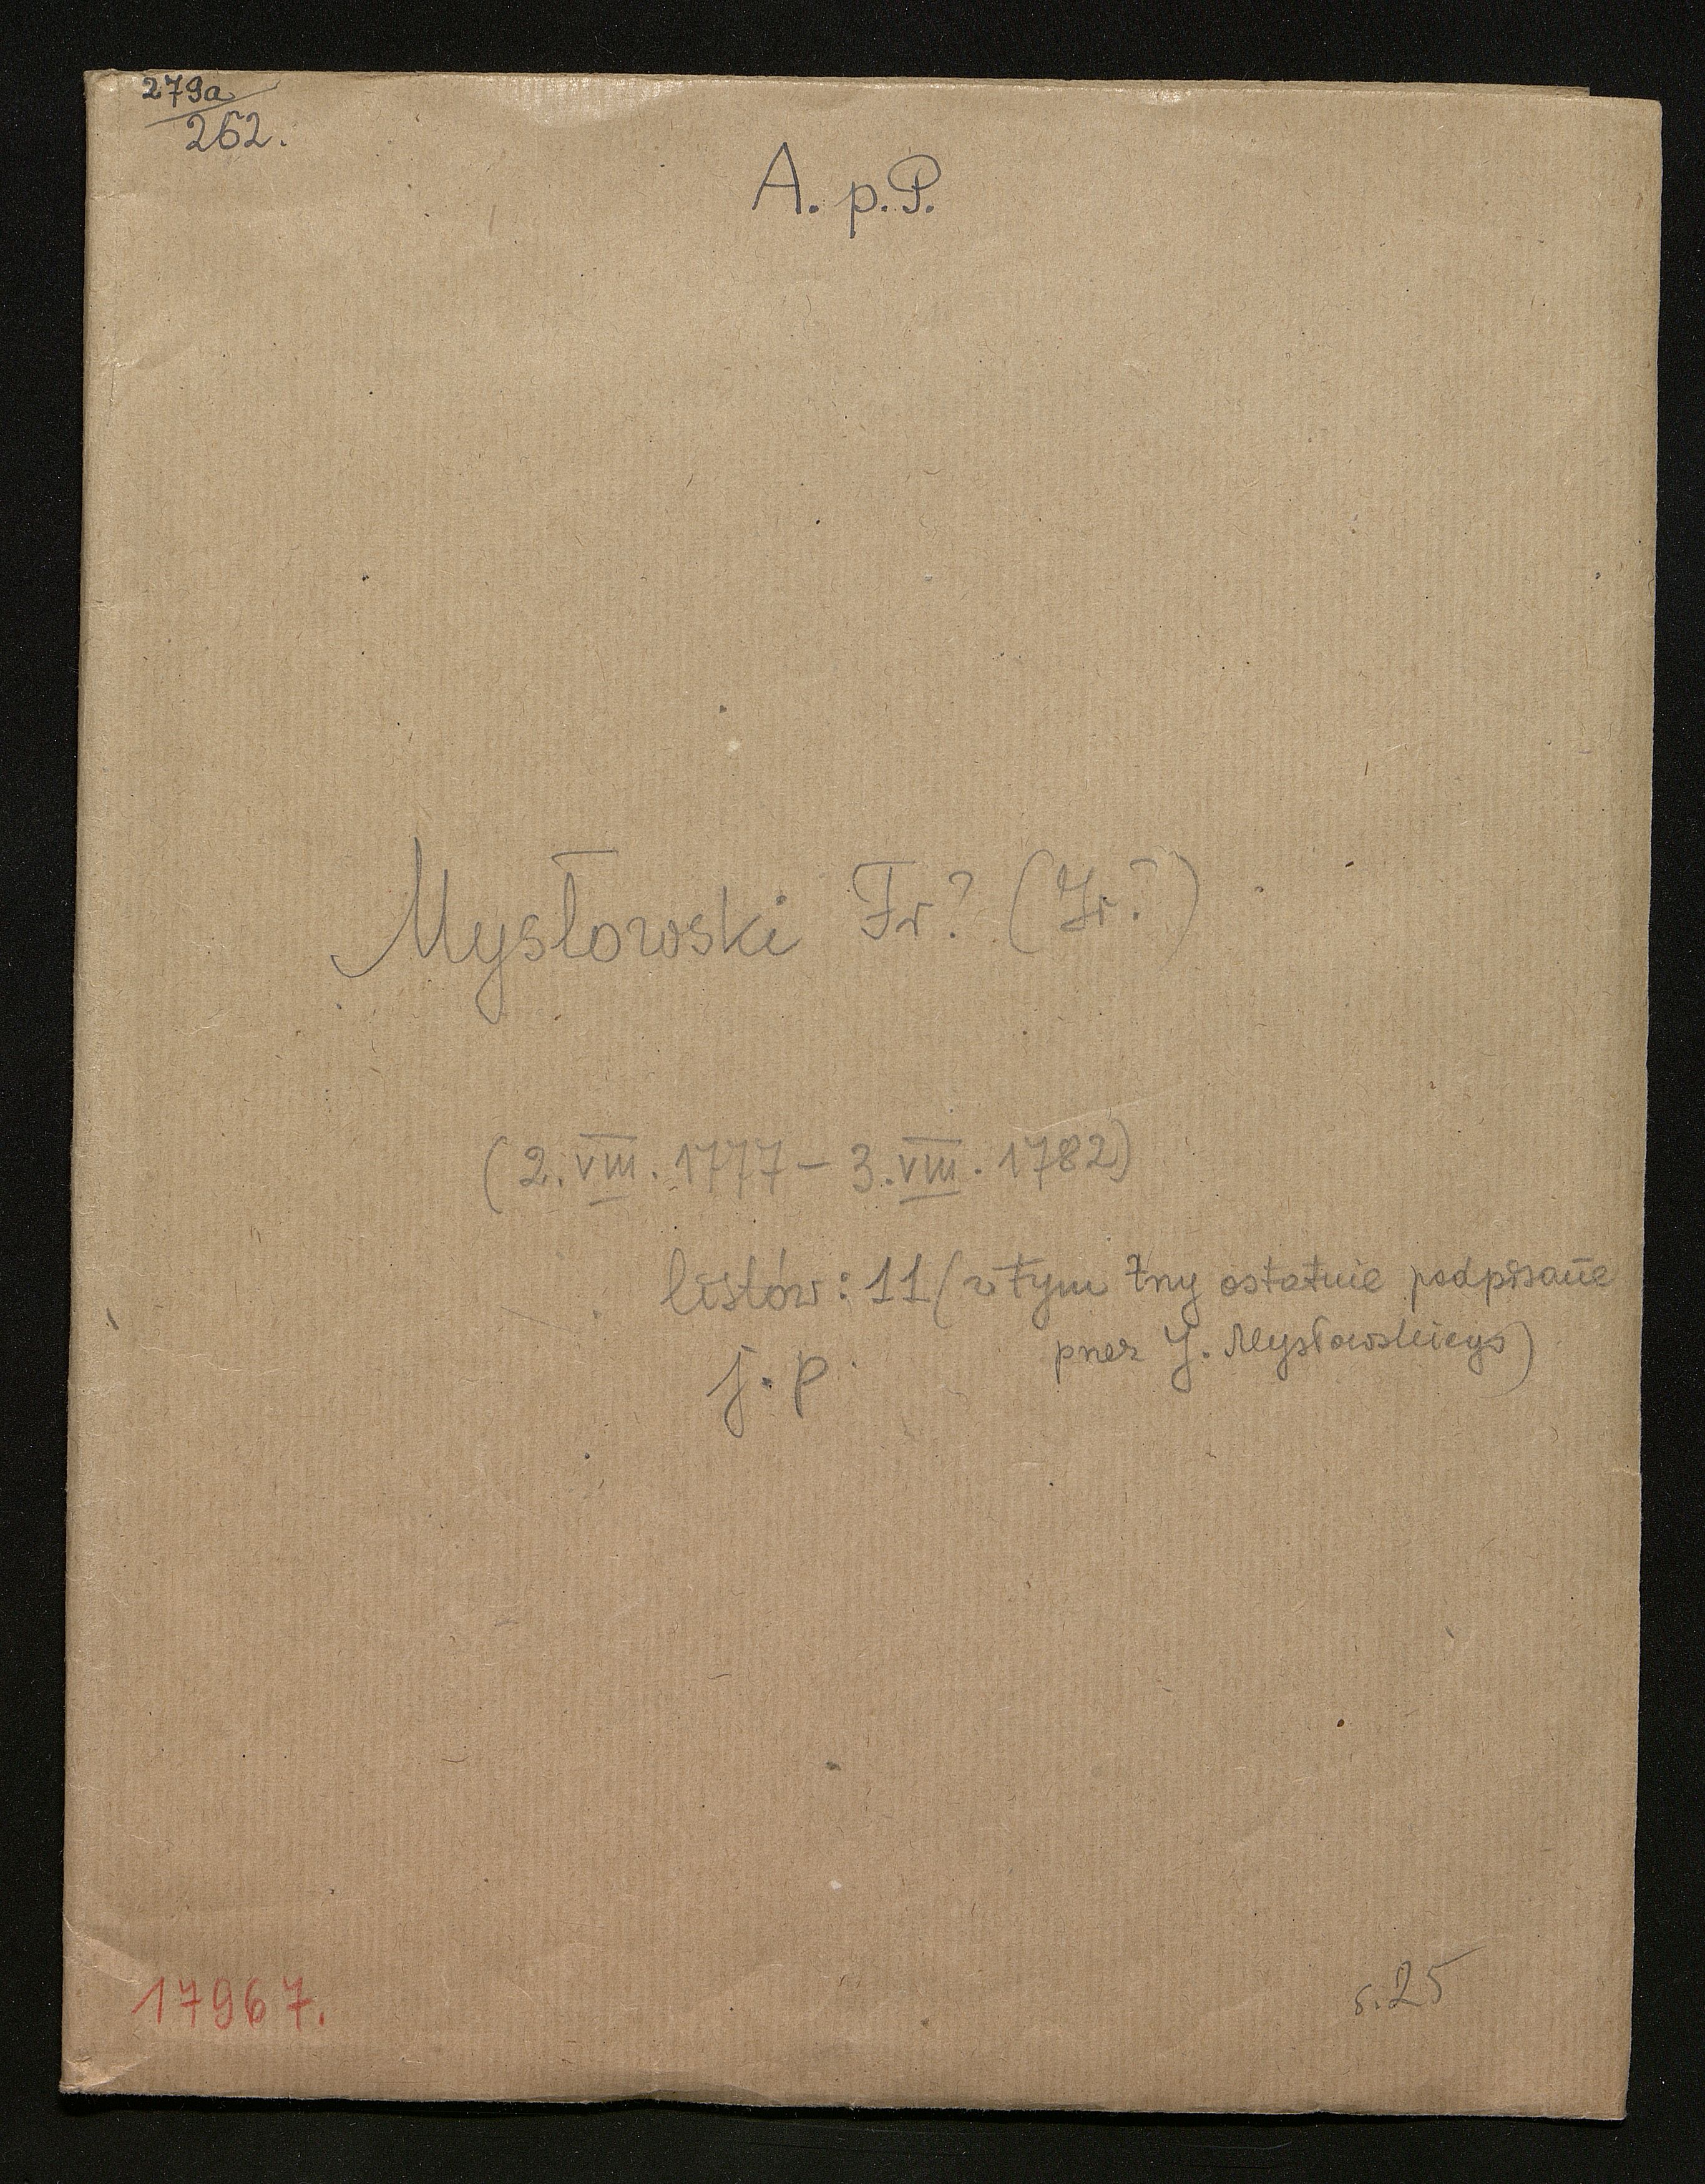 279a
262.
A. p. P.
Mysłowski Fr? (Jr?)
(2. VIII. 1777 – 3. VIII. 1782)
listów: 11 (w tym trzy ostatnie podpisane
przez J. Mysłowskiego)
j. p.
17967.
s. 25